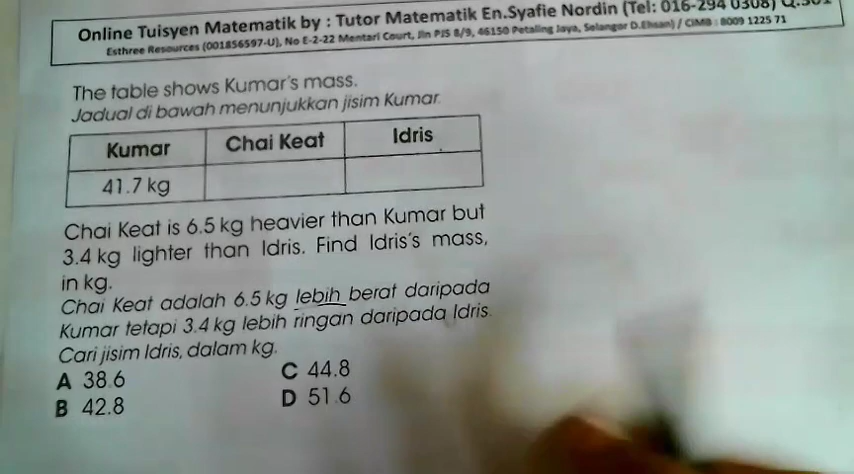 Online Tuisyen Matematik by : Tutor Matematik En.Syafie Nordin (Tel: 016-294 0308) Q.301
Esthree Resources (001856597-U), No E-2-22 Mentari Court, Jln PJS 8/9, 46150 Petaling Jaya, Selangor D.Ehsan) / CIMB : 8009 1225 71
The table shows Kumar's mass.
Jadual di bawah menunjukkan jisim Kumar.
Kumar Chai Keat Idris
41.7 kg
Chai Keat is 6.5 kg heavier than Kumar but
3.4 kg lighter than Idris. Find Idris's mass,
in kg.
Chai Keat adalah 6.5 kg lebih berat daripada
Kumar tetapi 3.4 kg lebih ringan daripada Idris.
Cari jisim Idris, dalam kg.
A 38.6
B 42.8
C 44.8
D 51.6